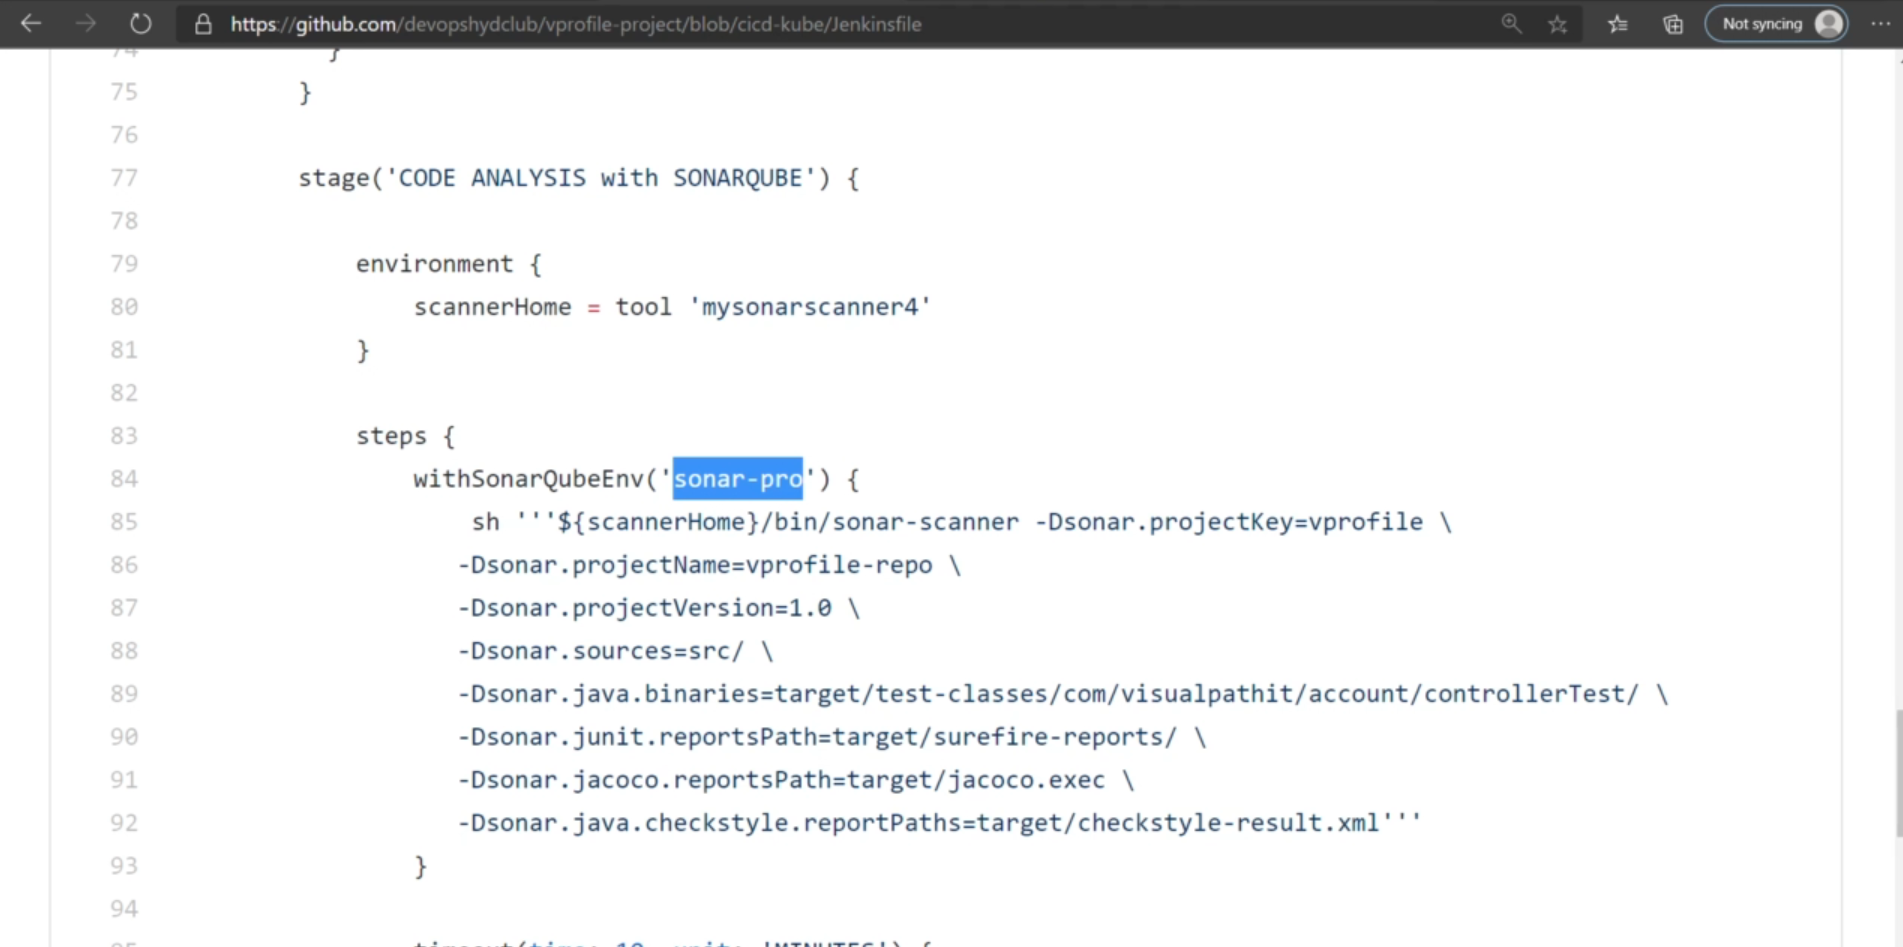 https://github.com/devopshydclub/vprofile-project/blob/cicd-kube/Jenkinsfile
Not syncing
74 }
75 }
76
77 stage('CODE ANALYSIS with SONARQUBE') {
78
79 environment {
80 scannerHome = tool 'mysonarscanner4'
81 }
82
83 steps {
84 withSonarQubeEnv('sonar-pro') {
85 sh '''${scannerHome}/bin/sonar-scanner -Dsonar.projectKey=vprofile \
86 -Dsonar.projectName=vprofile-repo \
87 -Dsonar.projectVersion=1.0 \
88 -Dsonar.sources=src/ \
89 -Dsonar.java.binaries=target/test-classes/com/visualpathit/account/controllerTest/ \
90 -Dsonar.junit.reportsPath=target/surefire-reports/ \
91 -Dsonar.jacoco.reportsPath=target/jacoco.exec \
92 -Dsonar.java.checkstyle.reportPaths=target/checkstyle-result.xml'''
93 }
94
95 timeout(time: 10, unit: 'MINUTES') {